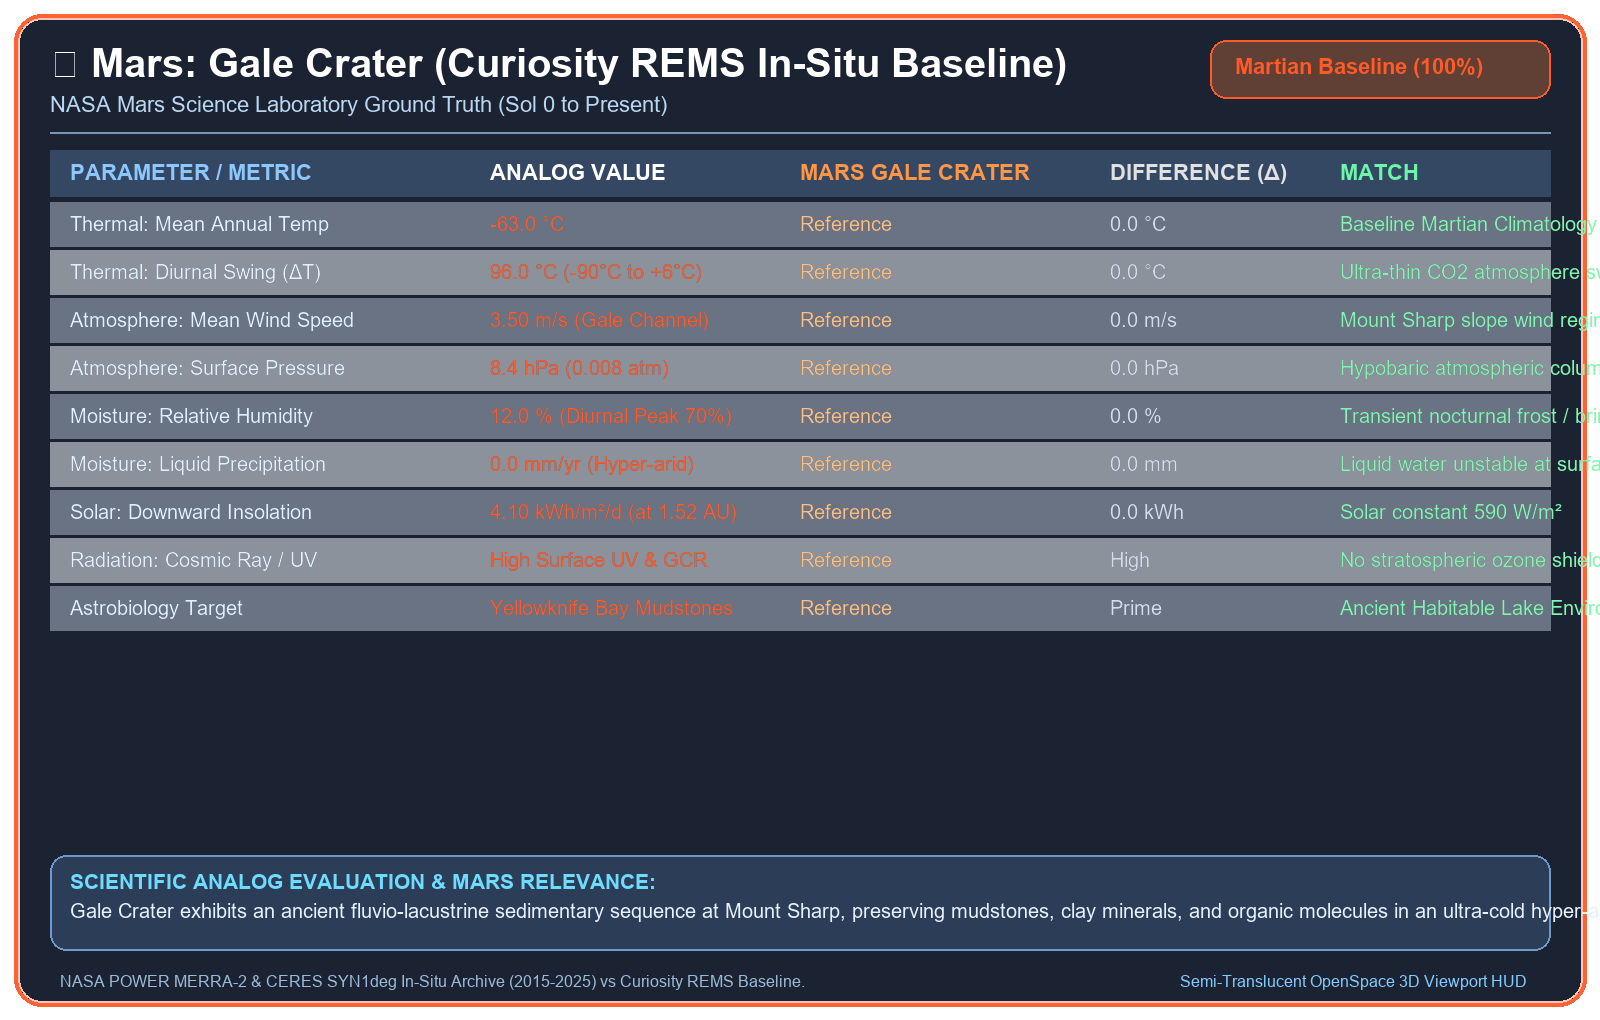 Mars: Gale Crater (Curiosity REMS In-Situ Baseline)
Martian Baseline (100%)
NASA Mars Science Laboratory Ground Truth (Sol 0 to Present)
PARAMETER / METRIC ANALOG VALUE MARS GALE CRATER DIFFERENCE (Δ) MATCH
Thermal: Mean Annual Temp -63.0 °C Reference 0.0 °C Baseline Martian Climatology
Thermal: Diurnal Swing (ΔT) 96.0 °C (-90°C to +6°C) Reference 0.0 °C Ultra-thin CO2 atmosphere
Atmosphere: Mean Wind Speed 3.50 m/s (Gale Channel) Reference 0.0 m/s Mount Sharp slope wind
Atmosphere: Surface Pressure 8.4 hPa (0.008 atm) Reference 0.0 hPa Hypobaric atmospheric
Moisture: Relative Humidity 12.0 % (Diurnal Peak 70%) Reference 0.0 % Transient nocturnal frost /
Moisture: Liquid Precipitation 0.0 mm/yr (Hyper-arid) Reference 0.0 mm Liquid water unstable at
Solar: Downward Insolation 4.10 kWh/m²/d (at 1.52 AU) Reference 0.0 kWh Solar constant 590 W/m²
Radiation: Cosmic Ray / UV High Surface UV & GCR Reference High No stratospheric ozone
Astrobiology Target Yellowknife Bay Mudstones Reference Prime Ancient Habitable Lake
SCIENTIFIC ANALOG EVALUATION & MARS RELEVANCE:
Gale Crater exhibits an ancient fluvio-lacustrine sedimentary sequence at Mount Sharp, preserving mudstones, clay minerals, and organic molecules in an ultra-cold
NASA POWER MERRA-2 & CERES SYN1deg In-Situ Archive (2015-2025) vs Curiosity REMS Baseline.
Semi-Translucent OpenSpace 3D Viewport HUD